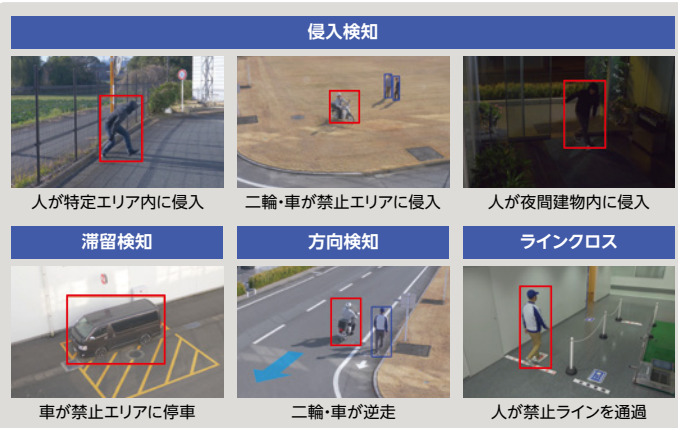 侵入検知
人が特定エリア内に侵入
二輪・車が禁止エリアに侵入
人が夜間建物内に侵入
滞留検知
方向検知
ラインクロス
車が禁止エリアに停車
二輪・車が逆走
人が禁止ラインを通過